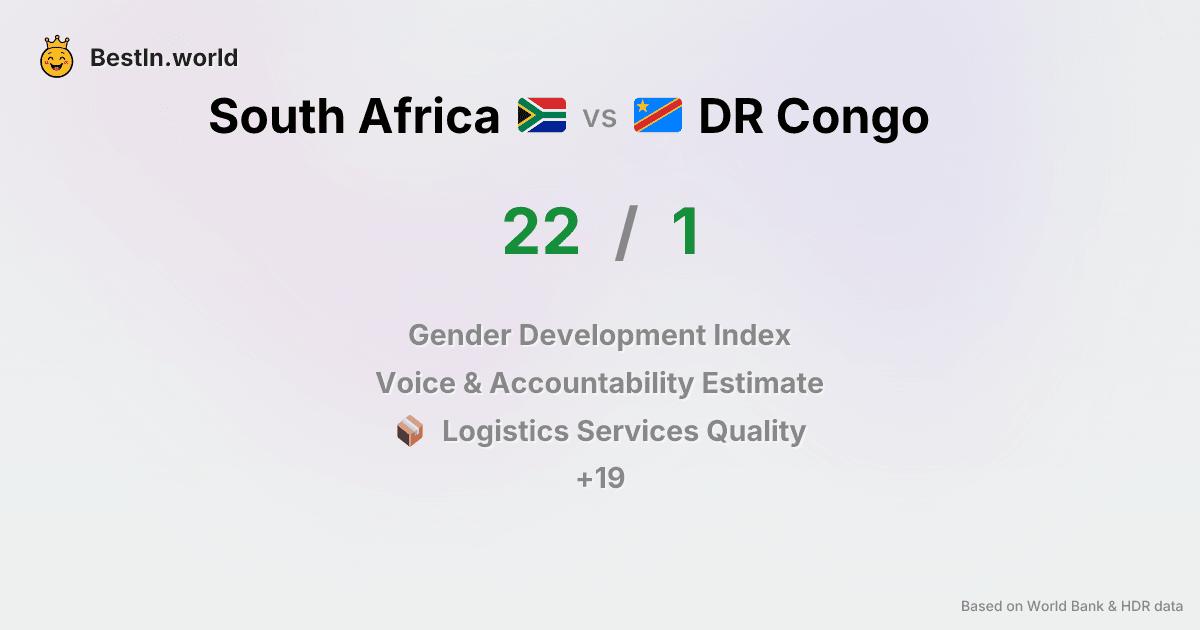 BestIn.world
South Africa vs DR Congo
22 / 1
Gender Development Index
Voice & Accountability Estimate
Logistics Services Quality
+19
Based on World Bank & HDR data